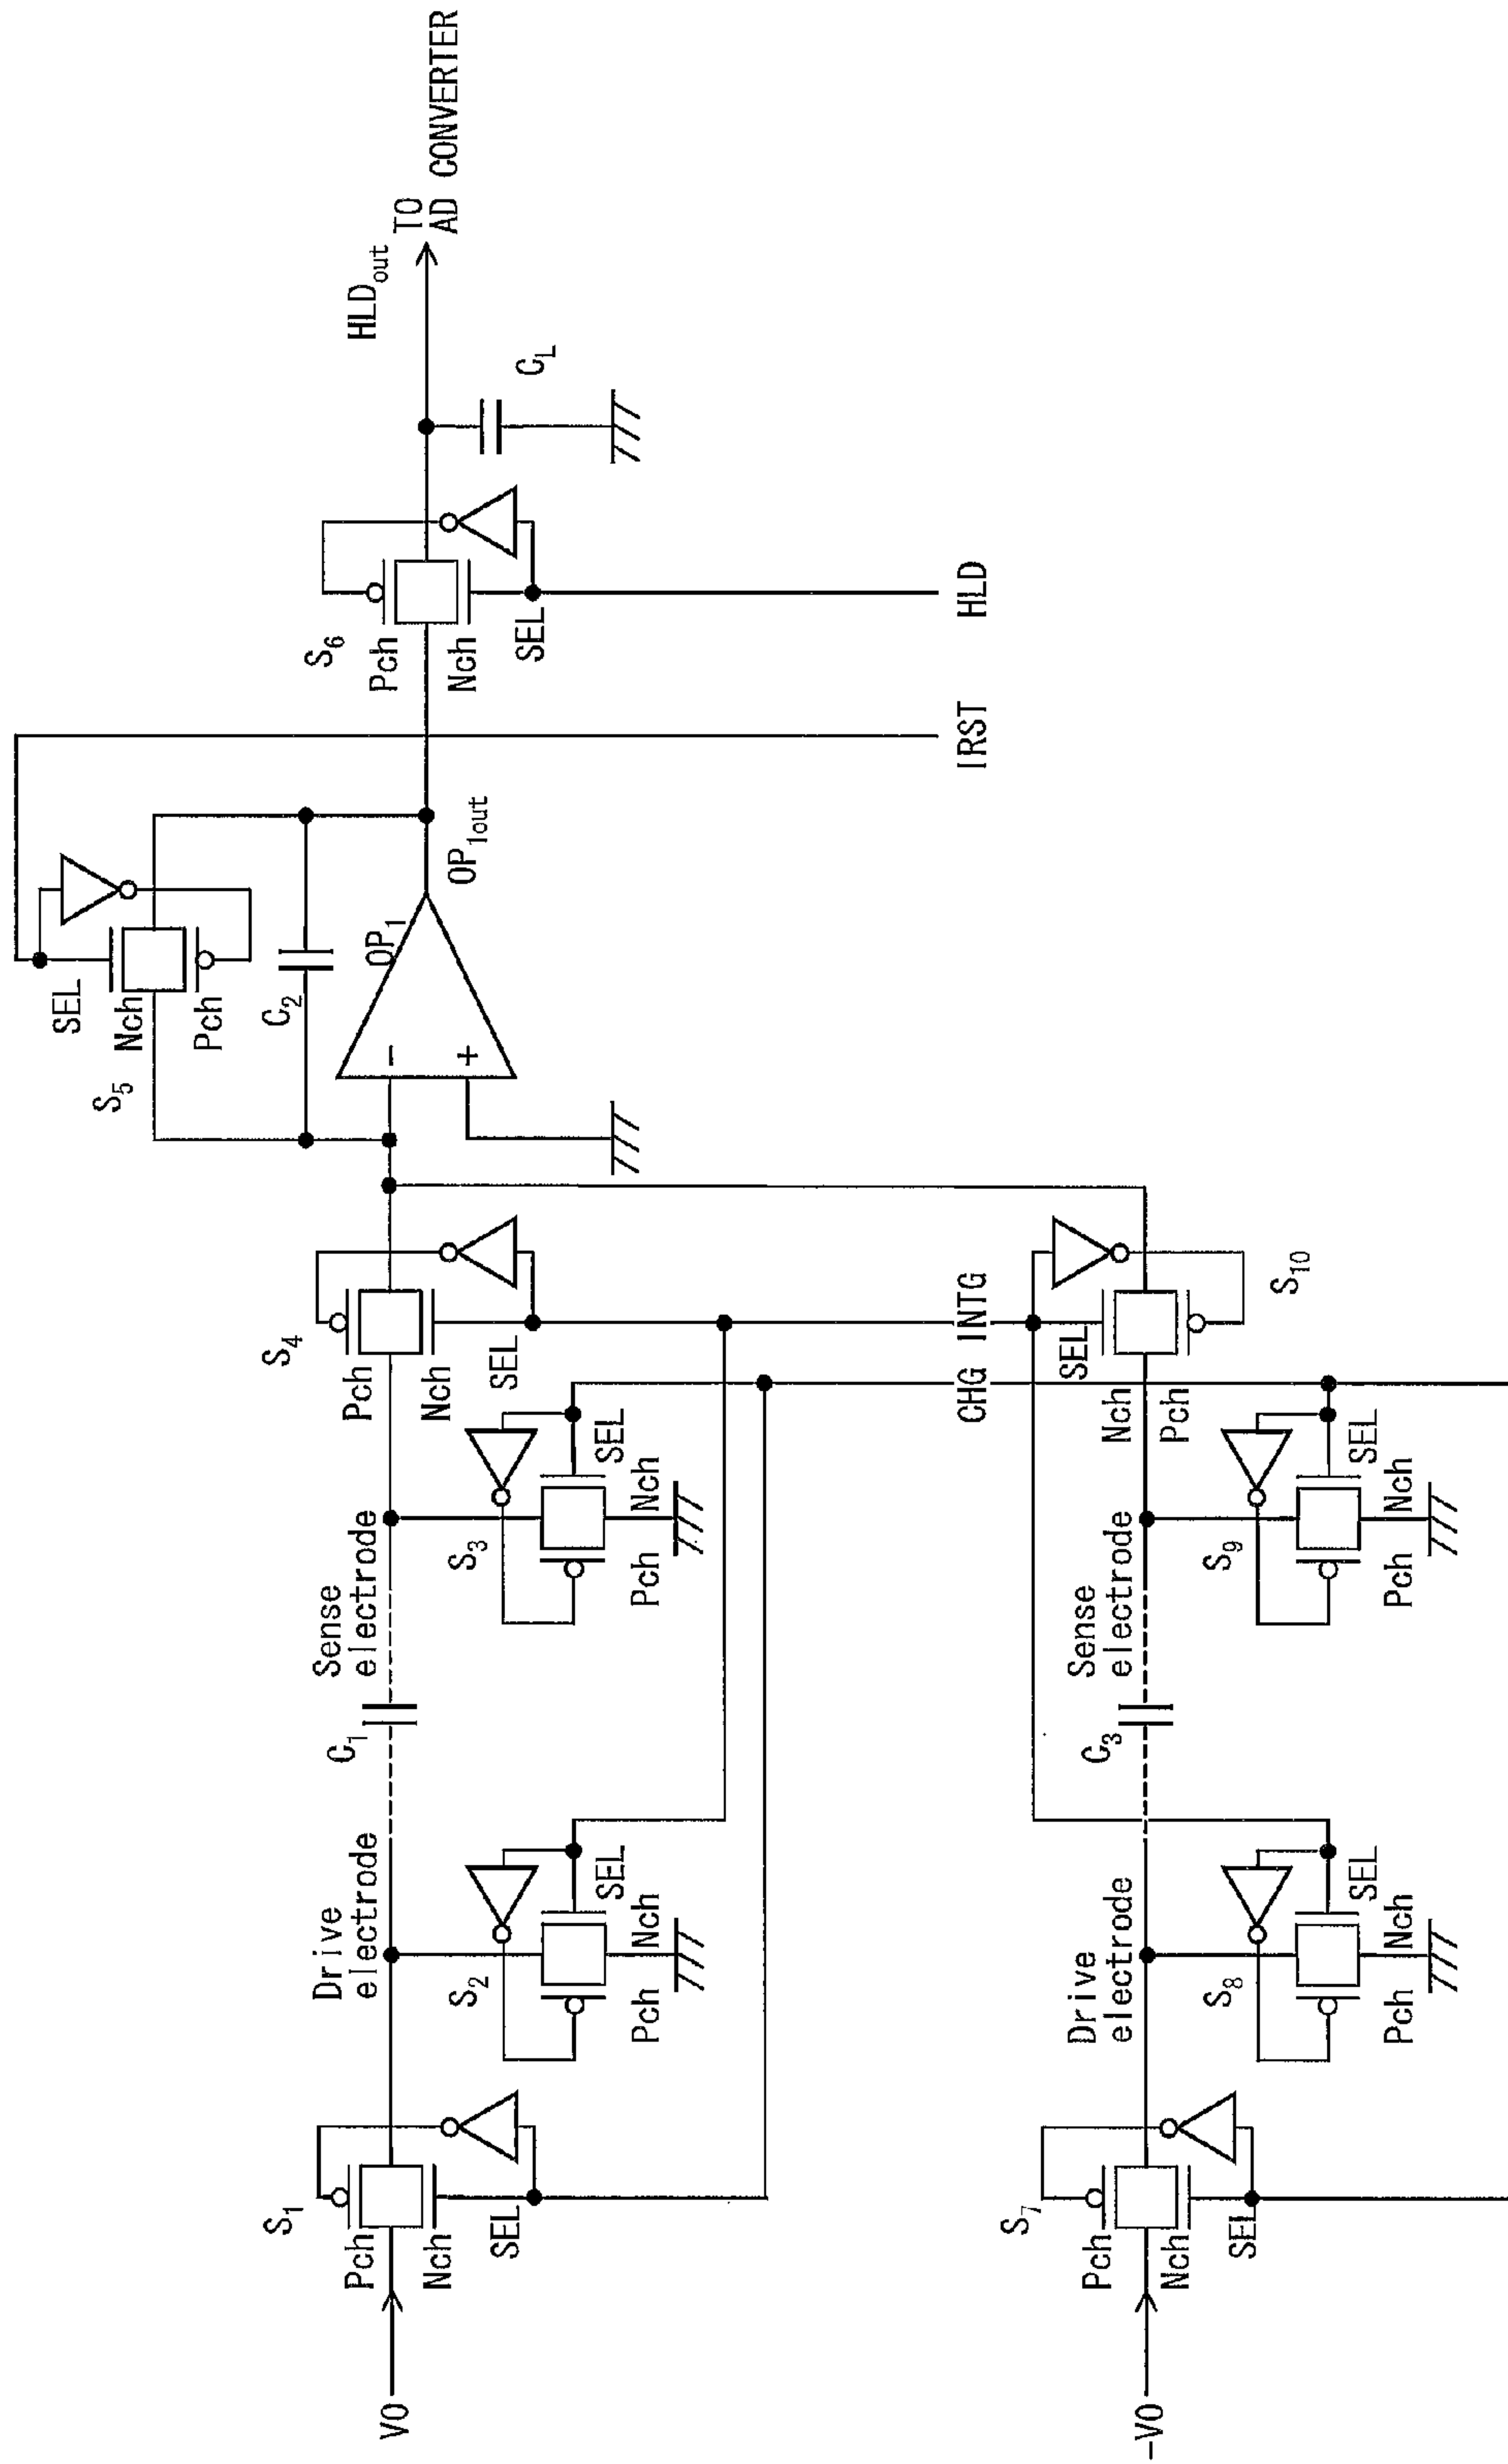 V0
S1
Pch
Nch
SEL
Drive
electrode
S2
SEL
Pch
Nch
C1
Sense
electrode
S3
SEL
Pch
Nch
S4
Pch
Nch
SEL
S5
SEL
Nch
Pch
C2
OP1
-
+
OP1out
S6
Pch
Nch
SEL
CL
HLDout
TO
AD CONVERTER
CHG
INTG
IRST
HLD
-V0
S7
Pch
Nch
SEL
Drive
electrode
S8
SEL
Pch
Nch
C3
Sense
electrode
S9
SEL
Pch
Nch
SEL
Nch
Pch
S10